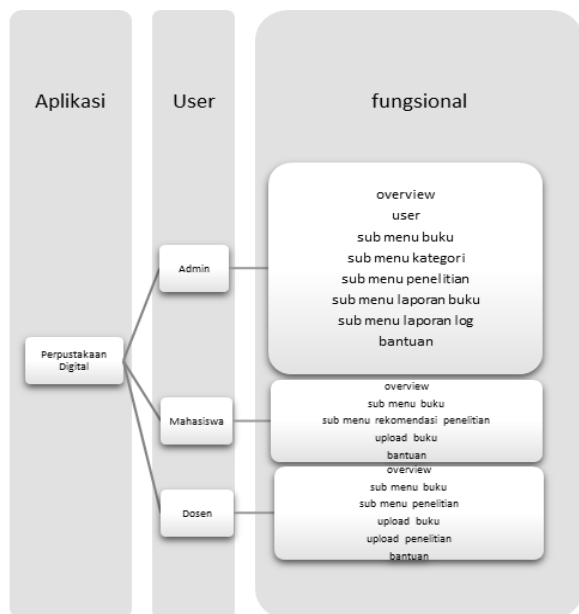 Aplikasi
User
fungsional
overview
user
sub menu buku
sub menu kategori
sub menu penelitian
sub menu laporan buku
sub menu laporan log
bantuan
Admin
Perpustakaan
Digital
Mahasiswa
overview
sub menu buku
sub menu rekomendasi penelitian
upload buku
bantuan
Dosen
overview
sub menu buku
sub menu penelitian
upload buku
upload penelitian
bantuan